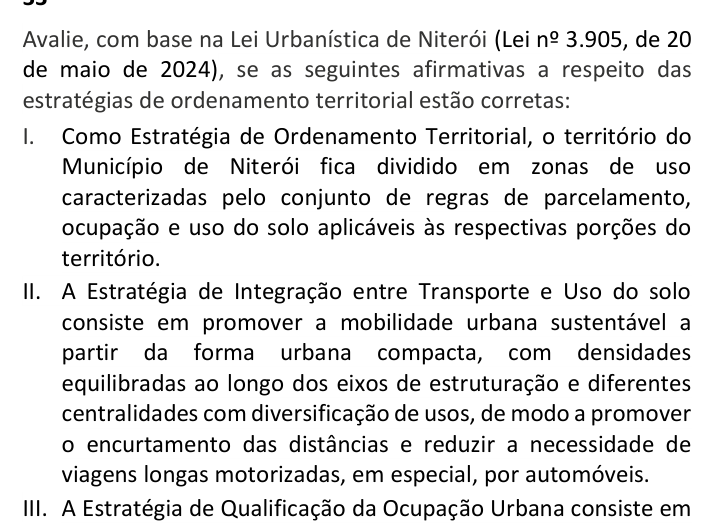 Avalie, com base na Lei Urbanística de Niterói (Lei nº 3.905, de 20
de maio de 2024), se as seguintes afirmativas a respeito das
estratégias de ordenamento territorial estão corretas:
I. Como Estratégia de Ordenamento Territorial, o território do
Município de Niterói fica dividido em zonas de uso
caracterizadas pelo conjunto de regras de parcelamento,
ocupação e uso do solo aplicáveis às respectivas porções do
território.
II. A Estratégia de Integração entre Transporte e Uso do solo
consiste em promover a mobilidade urbana sustentável a
partir da forma urbana compacta, com densidades
equilibradas ao longo dos eixos de estruturação e diferentes
centralidades com diversificação de usos, de modo a promover
o encurtamento das distâncias e reduzir a necessidade de
viagens longas motorizadas, em especial, por automóveis.
III. A Estratégia de Qualificação da Ocupação Urbana consiste em